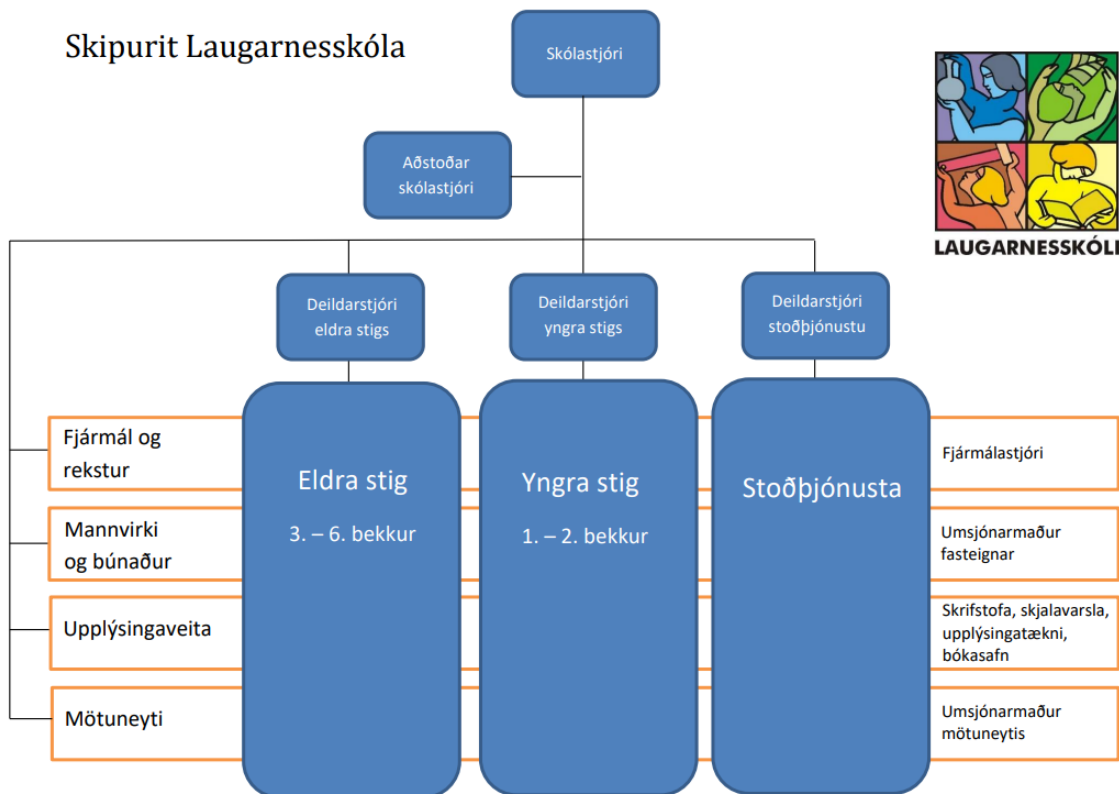 Skipurit Laugarnesskóla
Skólastjóri
Aðstoðar
skólastjóri
LAUGARNESSKÓLI
Deildarstjóri
eldra stigs
Deildarstjóri
yngra stigs
Deildarstjóri
stoðþjónustu
Eldra stig
3. – 6. bekkur
Yngra stig
1. – 2. bekkur
Stoðþjónusta
Fjármál og
rekstur
Fjármálastjóri
Mannvirki
og búnaður
Umsjónarmaður
fasteignar
Upplýsingaveita
Skrifstofa, skjalavarsla,
upplýsingatækni,
bókasafn
Mötuneyti
Umsjónarmaður
mötuneytis